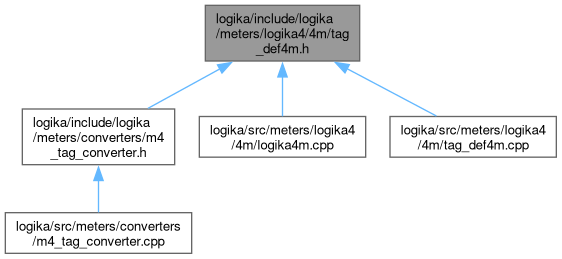 logika/include/logika
/meters/logika4/4m/tag
_def4m.h
logika/include/logika
/meters/converters/m4
_tag_converter.h
logika/src/meters/logika4
/4m/logika4m.cpp
logika/src/meters/logika4
/4m/tag_def4m.cpp
logika/src/meters/converters
/m4_tag_converter.cpp